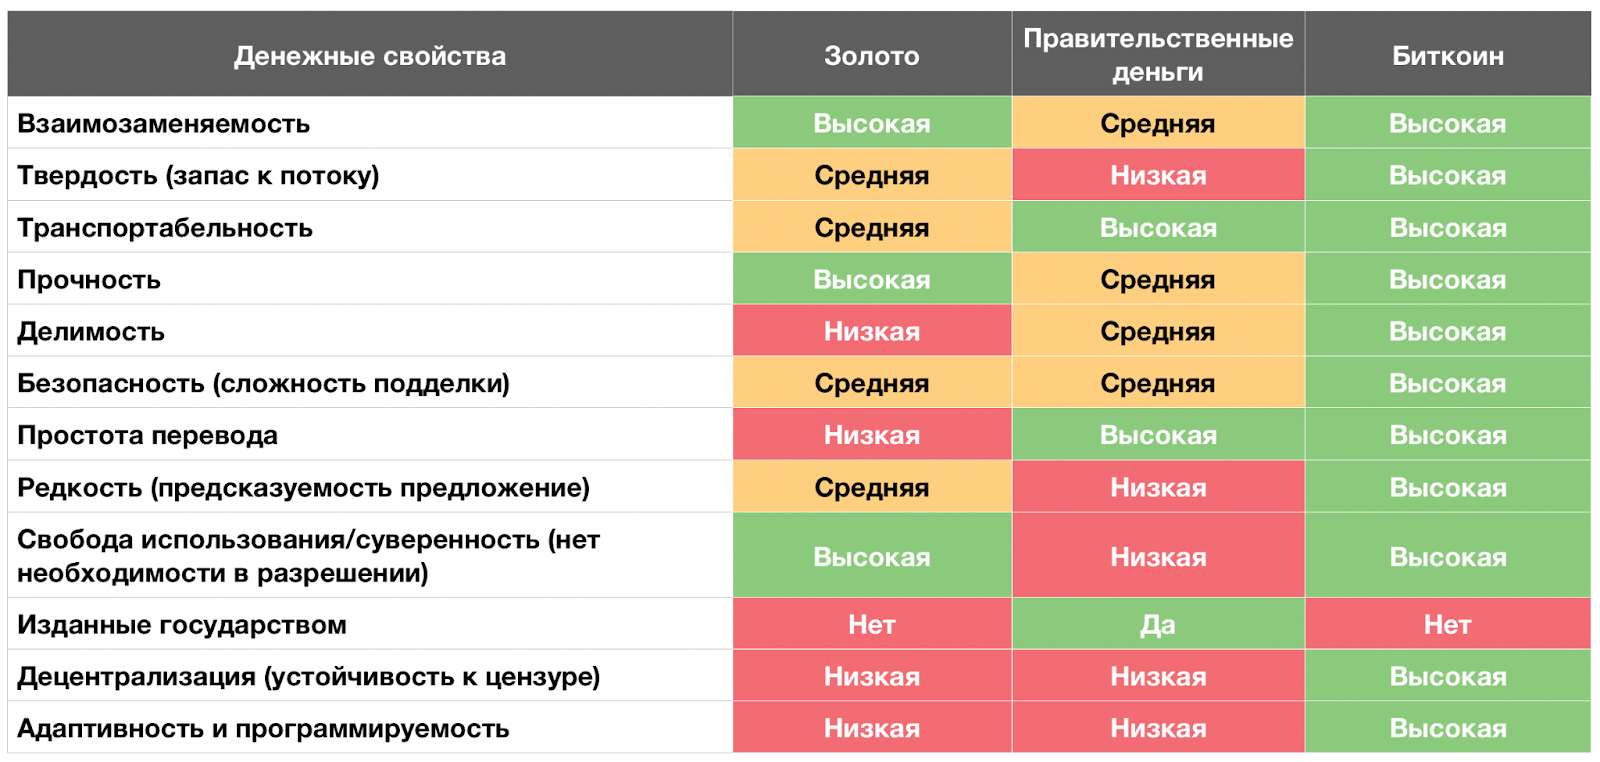 Денежные свойства Золото Правительственные деньги Биткоин
Взаимозаменяемость Высокая Средняя Высокая
Твердость (запас к потоку) Средняя Низкая Высокая
Транспортабельность Средняя Высокая Высокая
Прочность Высокая Средняя Высокая
Делимость Низкая Средняя Высокая
Безопасность (сложность подделки) Средняя Средняя Высокая
Простота перевода Низкая Высокая Высокая
Редкость (предсказуемость предложение) Средняя Низкая Высокая
Свобода использования/суверенность (нет
необходимости в разрешении) Высокая Низкая Высокая
Изданные государством Нет Да Нет
Децентрализация (устойчивость к цензуре) Низкая Низкая Высокая
Адаптивность и программируемость Низкая Низкая Высокая